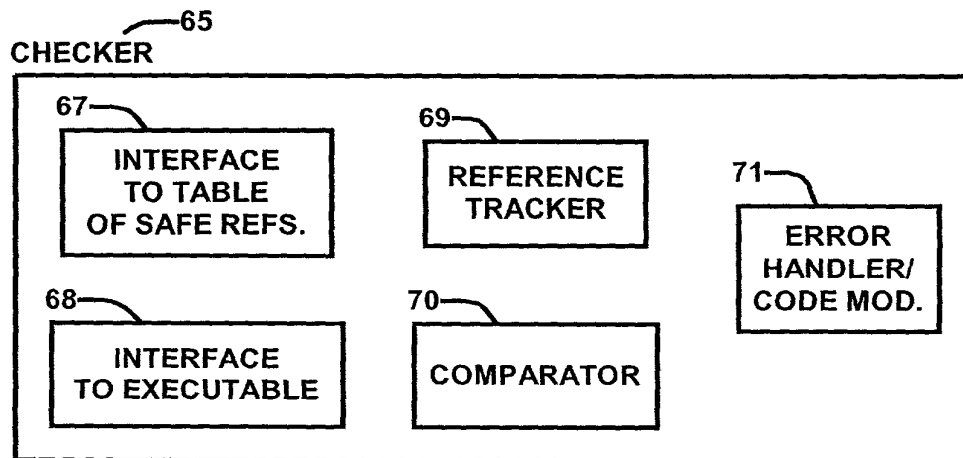 65
CHECKER
67
INTERFACE
TO TABLE
OF SAFE REFS.
69
REFERENCE
TRACKER
71
ERROR
HANDLER/
CODE MOD.
68
INTERFACE
TO EXECUTABLE
70
COMPARATOR